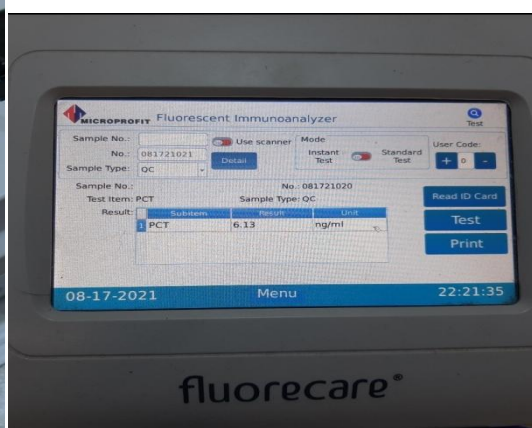 MICROPROFIT Fluorescent Immunoanalyzer
Test
Sample No.:
Use scanner
Mode
Instant Test
Standard Test
User Code:
No.: 081721021
Detail
+ 0 -
Sample Type: QC
Sample No.:
No.: 081721020
Test Item: PCT
Sample Type: QC
Read ID Card
Result:
Subitem Result Unit
1 PCT 6.13 ng/ml
Test
Print
08-17-2021 Menu 22:21:35
fluorecare®